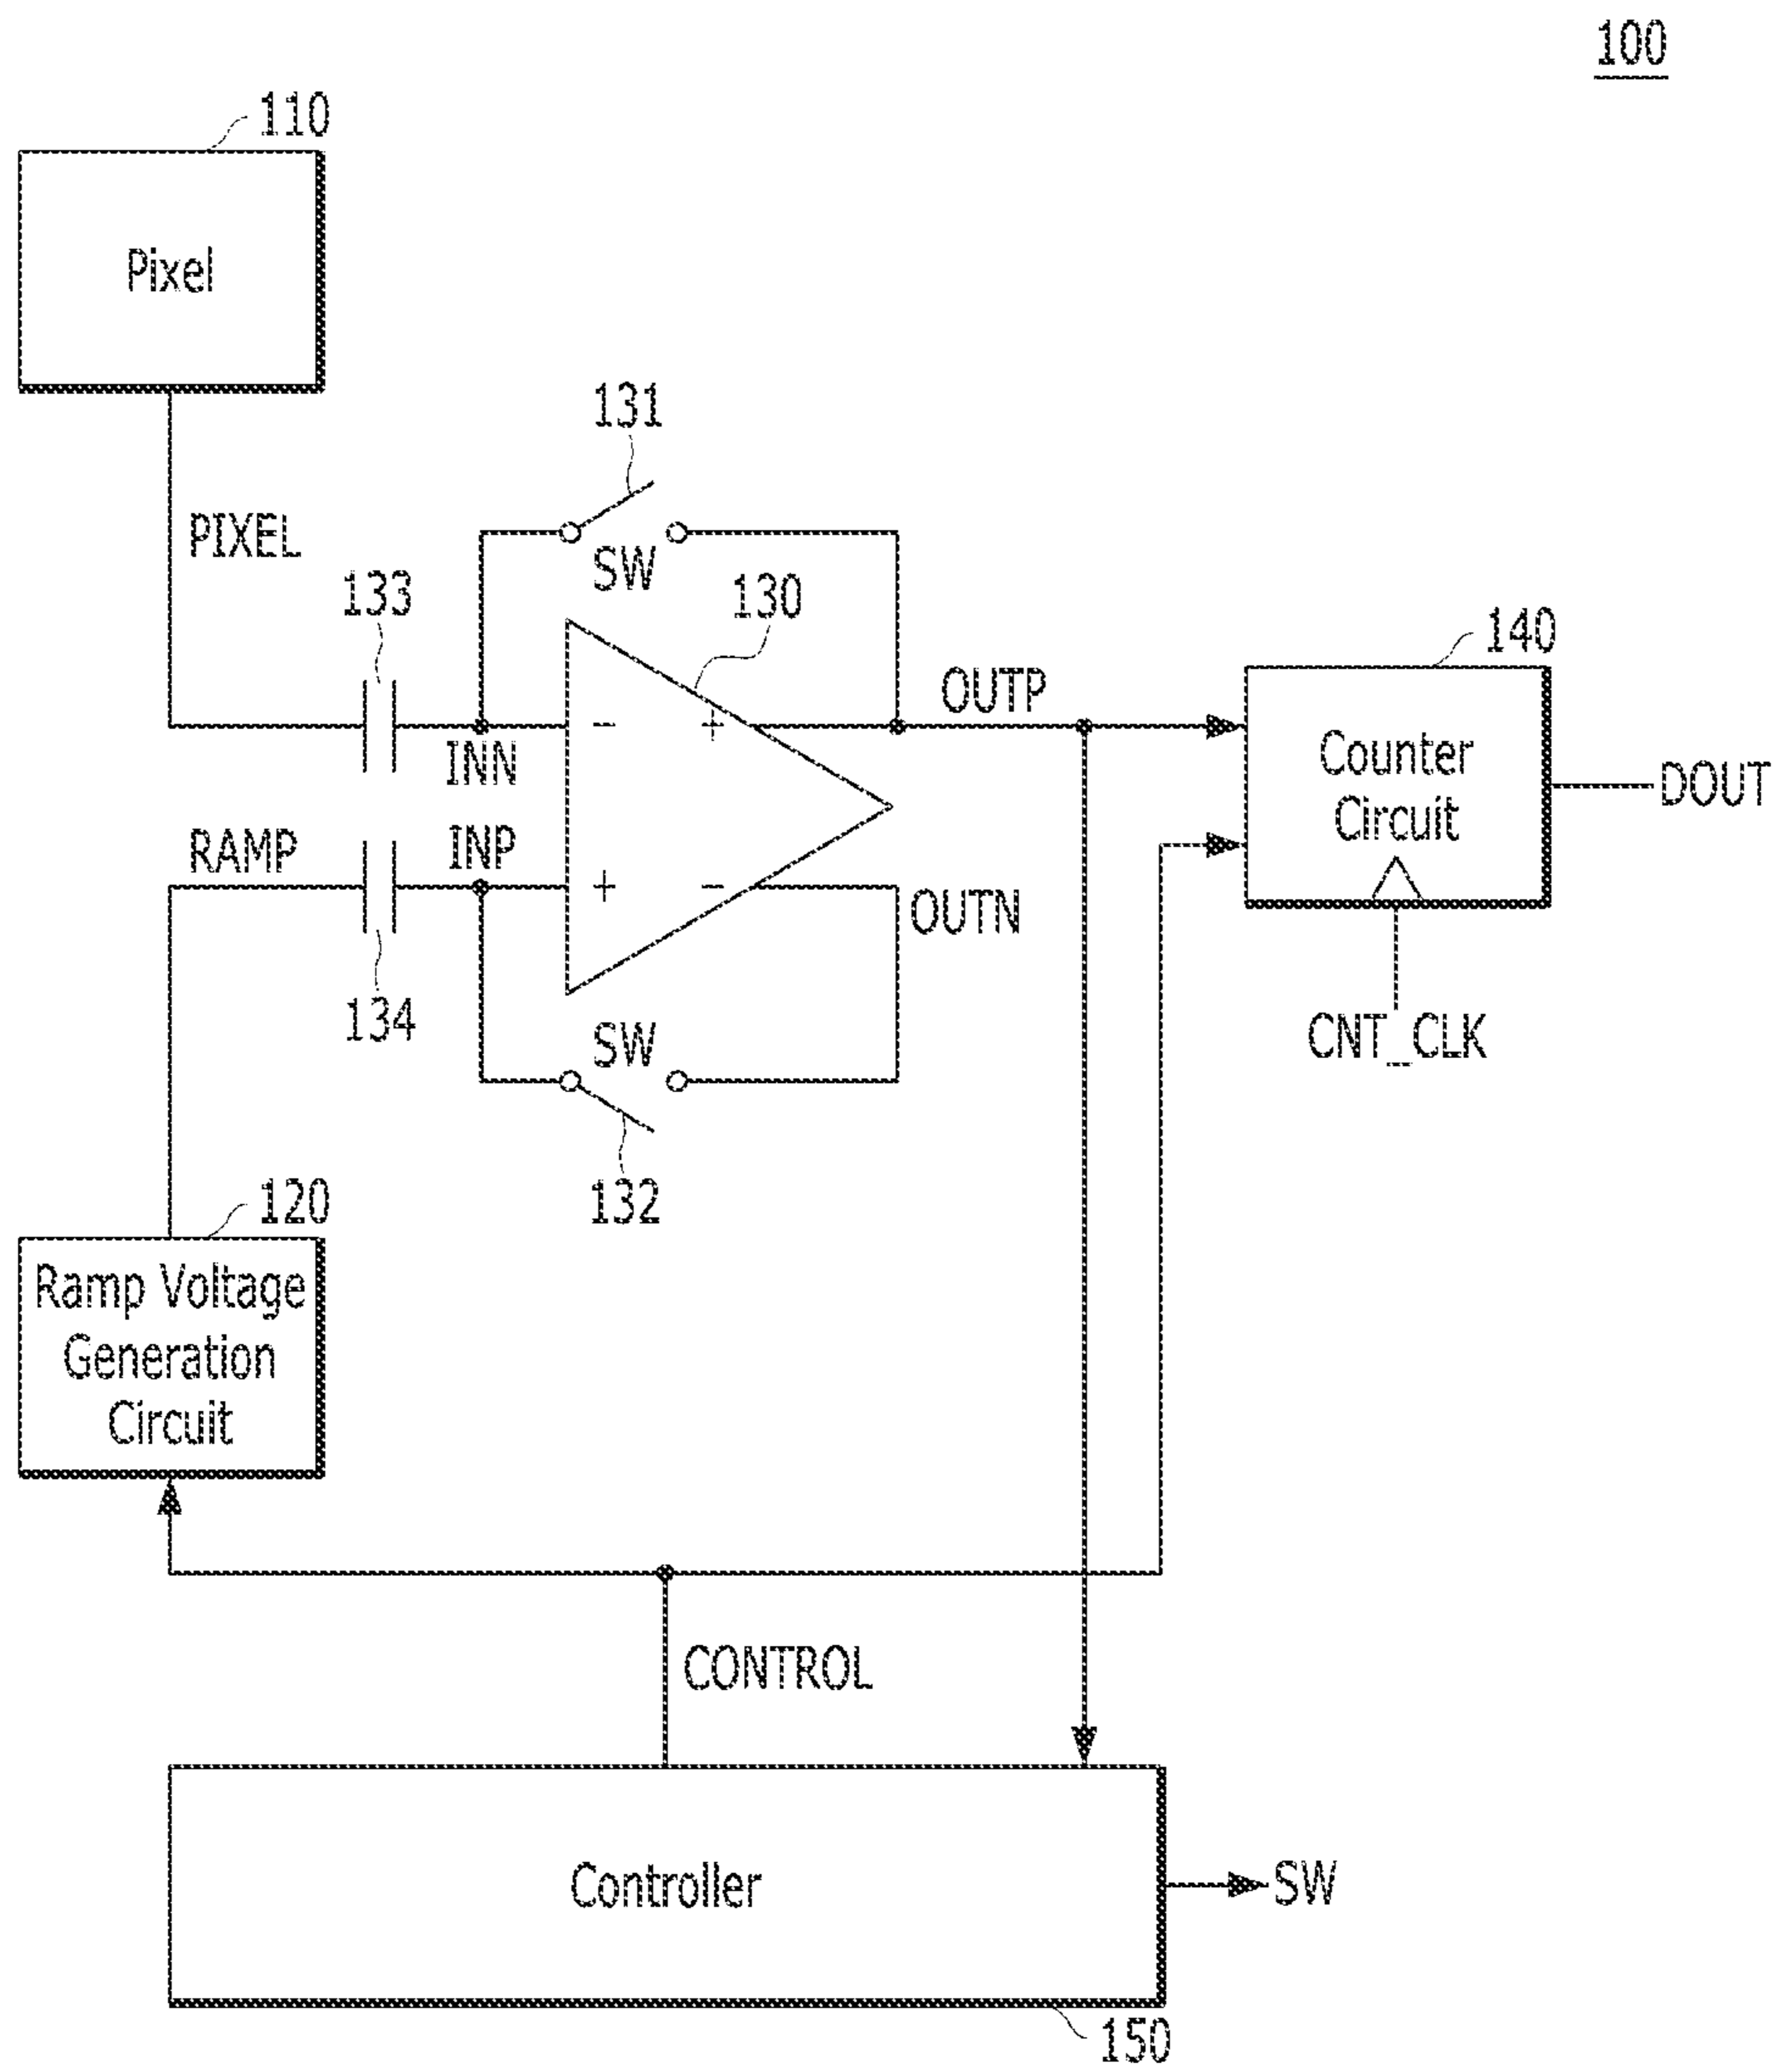 100
110
Pixel
131
PIXEL
SW
133
130
140
OUTP
-
+
INN
Counter
Circuit
DOUT
RAMP
INP
+
-
OUTN
134
SW
CNT_CLK
132
120
Ramp Voltage
Generation
Circuit
CONTROL
Controller
SW
150